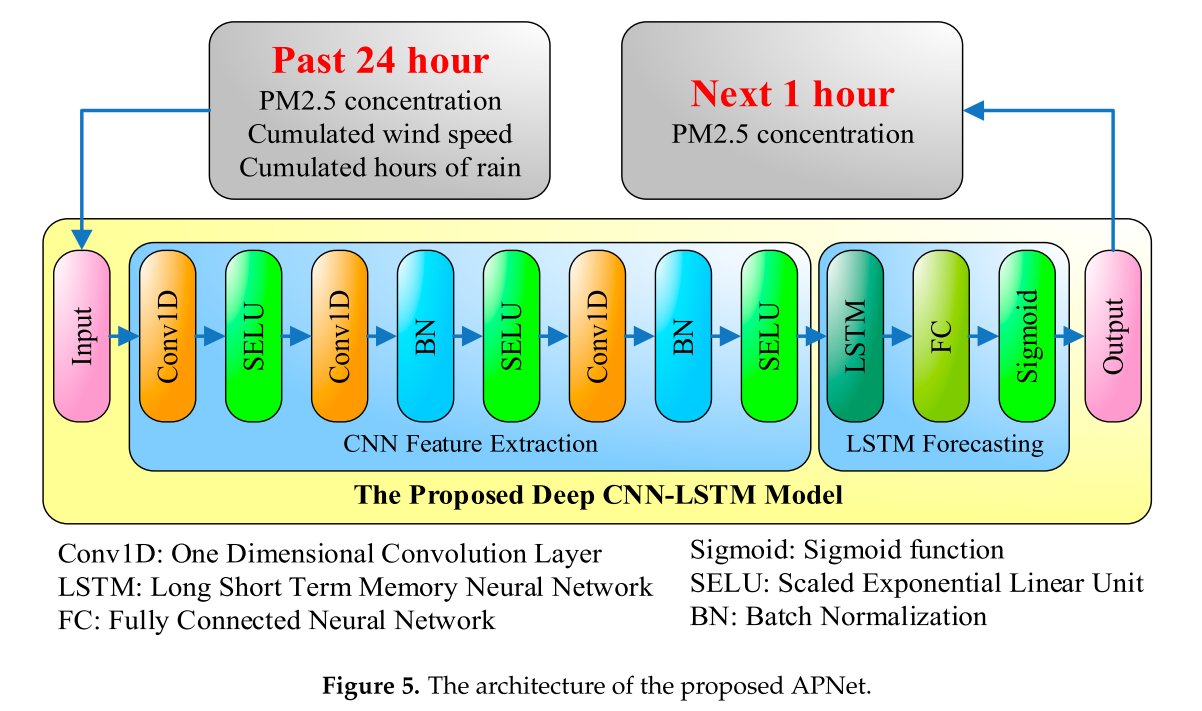 Past 24 hour
PM2.5 concentration
Cumulated wind speed
Cumulated hours of rain
Next 1 hour
PM2.5 concentration
Input
Conv1D
SELU
Conv1D
BN
SELU
Conv1D
BN
SELU
LSTM
FC
Sigmoid
Output
CNN Feature Extraction
LSTM Forecasting
The Proposed Deep CNN-LSTM Model
Conv1D: One Dimensional Convolution Layer
LSTM: Long Short Term Memory Neural Network
FC: Fully Connected Neural Network
Sigmoid: Sigmoid function
SELU: Scaled Exponential Linear Unit
BN: Batch Normalization
Figure 5. The architecture of the proposed APNet.